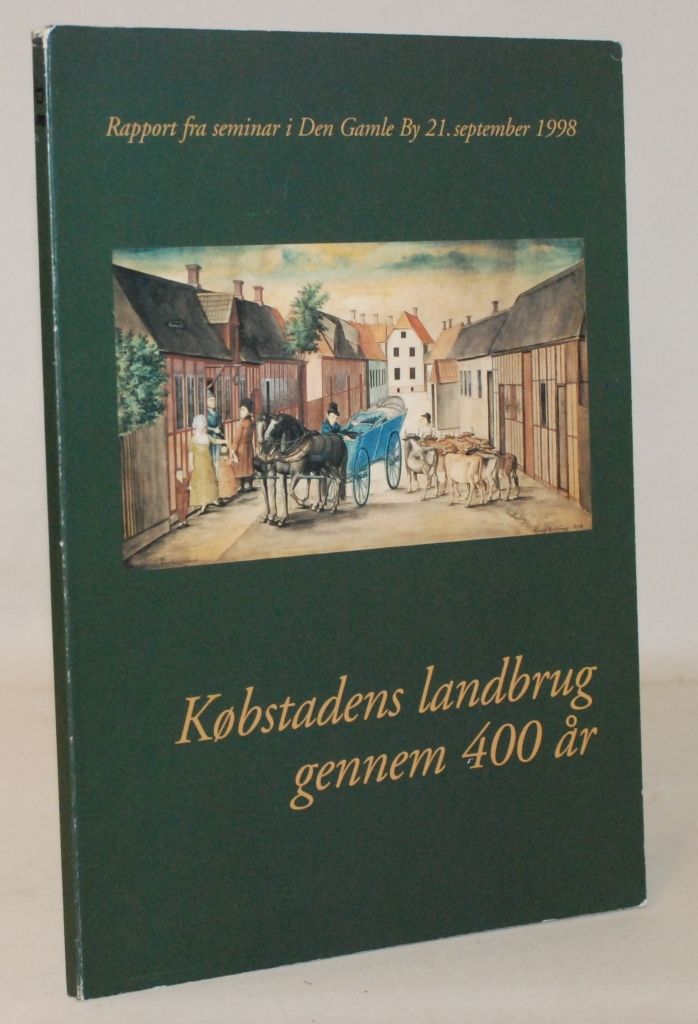 Rapport fra seminar i Den Gamle By 21. september 1998
Købstadens landbrug
gennem 400 år